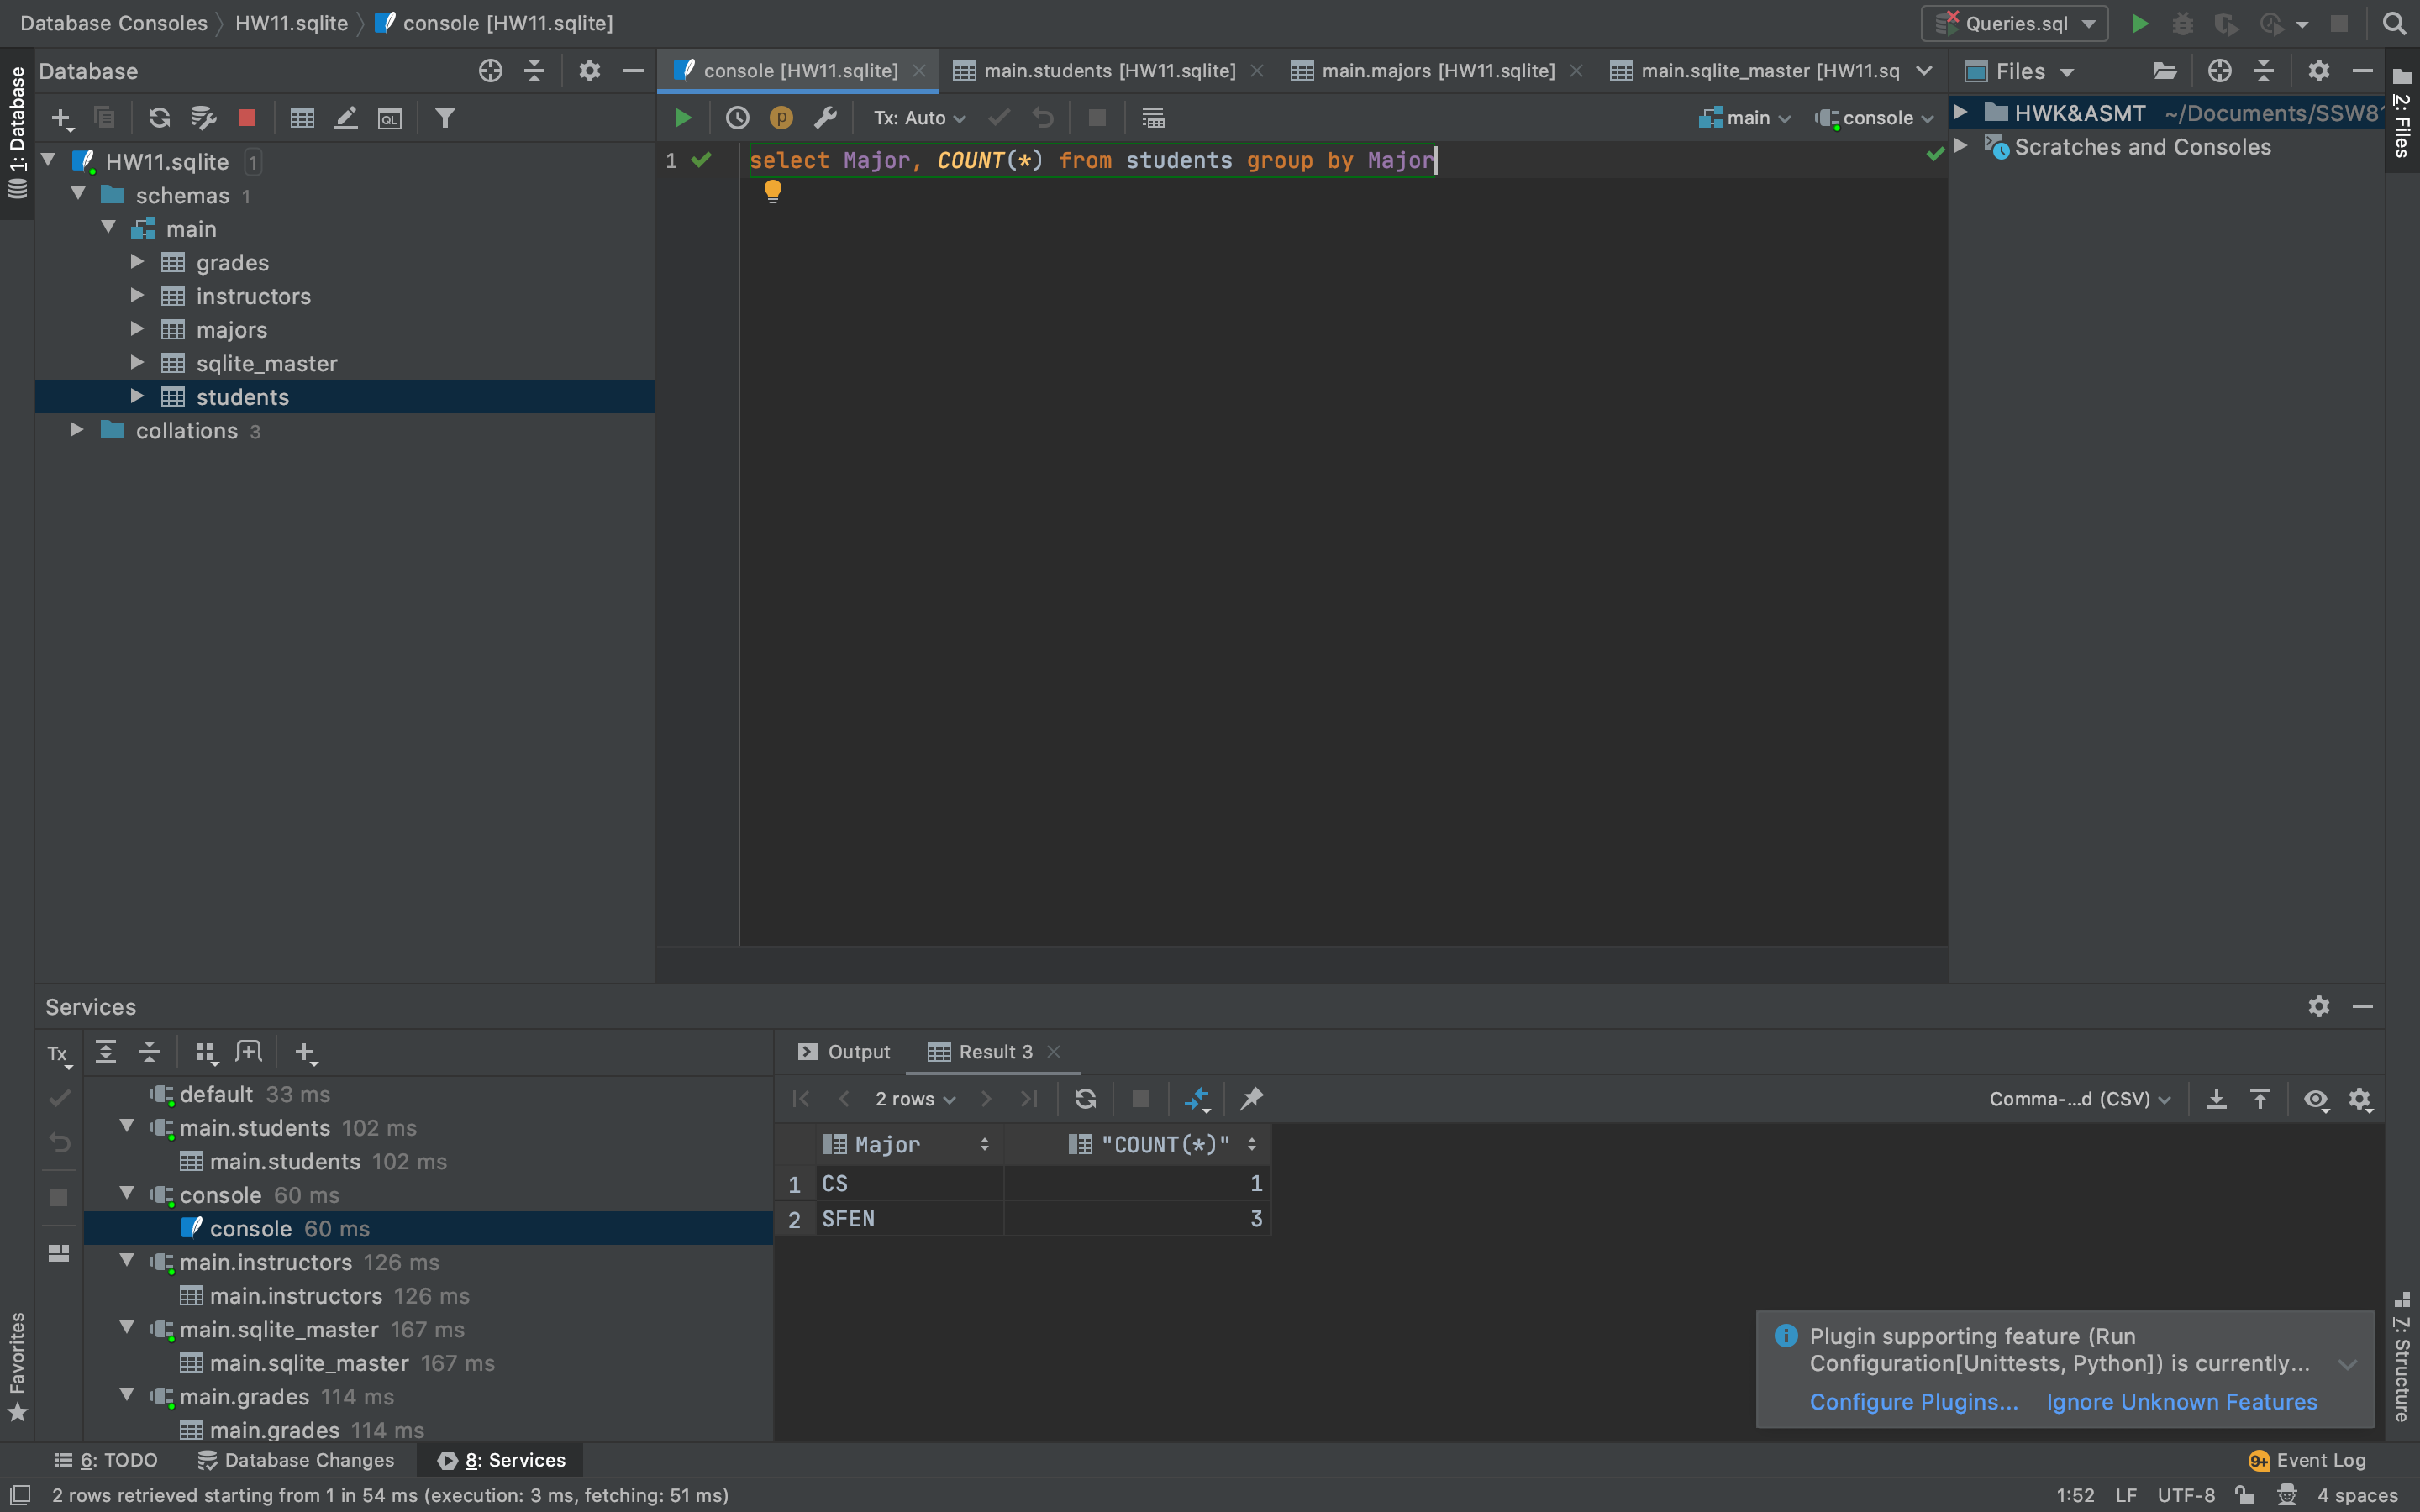 Database Consoles HW11.sqlite console [HW11.sqlite]
Queries.sql
1: Database
Database
console [HW11.sqlite] main.students [HW11.sqlite] main.majors [HW11.sqlite] main.sqlite_master [HW11.sq
Files
Tx: Auto
main console
HW11.sqlite 1
schemas 1
main
grades
instructors
majors
sqlite_master
students
collations 3
1 select Major, COUNT(*) from students group by Major
HWK&ASMT ~/Documents/SSW81
Scratches and Consoles
2: Files
Services
Tx
default 33 ms
main.students 102 ms
main.students 102 ms
console 60 ms
console 60 ms
main.instructors 126 ms
main.instructors 126 ms
main.sqlite_master 167 ms
main.sqlite_master 167 ms
main.grades 114 ms
main.grades 114 ms
Output Result 3
2 rows
Comma-...d (CSV)
Major "COUNT(*)"
1 CS 1
2 SFEN 3
Plugin supporting feature (Run
Configuration[Unittests, Python]) is currently...
Configure Plugins... Ignore Unknown Features
Favorites
7: Structure
6: TODO Database Changes 8: Services
9+ Event Log
2 rows retrieved starting from 1 in 54 ms (execution: 3 ms, fetching: 51 ms)
1:52 LF UTF-8 4 spaces